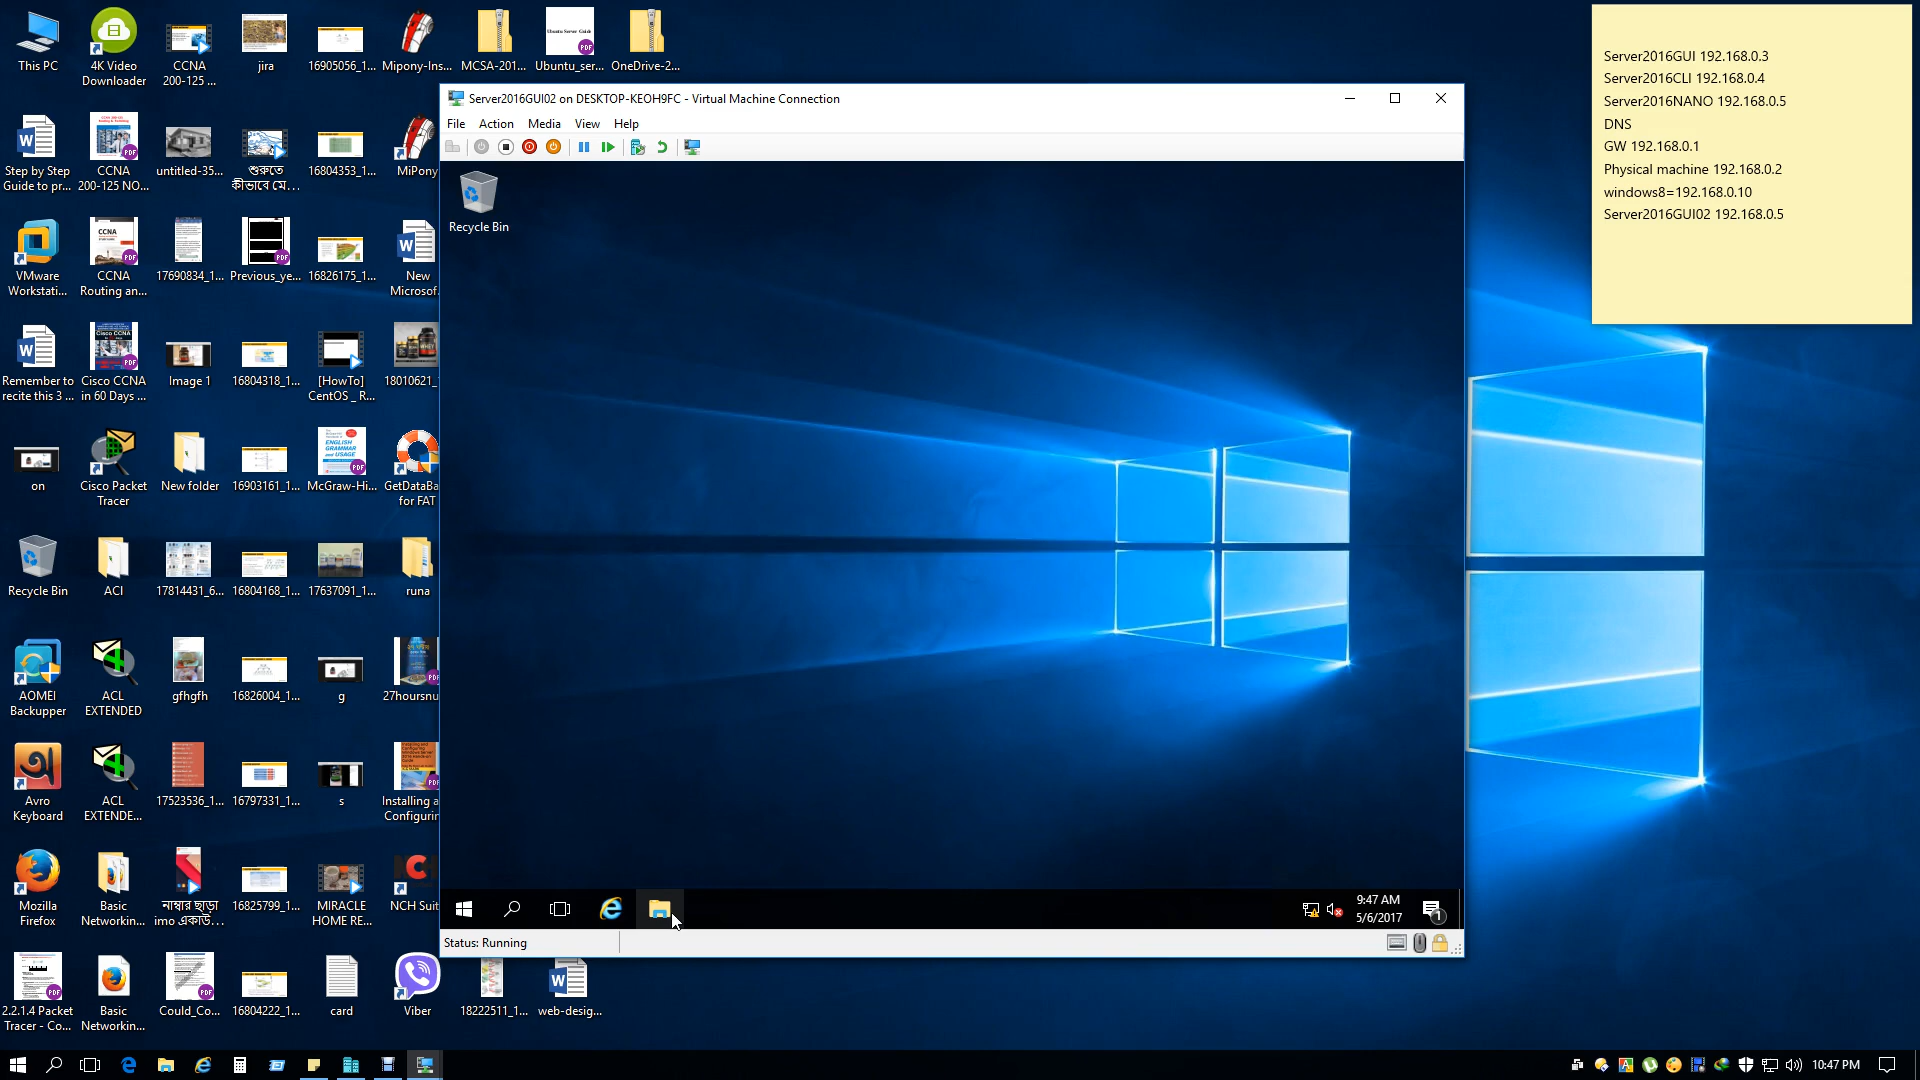 This PC
4K Video
Downloader
CCNA
200-125 ...
jira
16905056_1...
Mipony-Ins...
MCSA-201...
Ubuntu_ser...
OneDrive-2...
Ubuntu Server Guide
Step by Step
Guide to pr...
CCNA
200-125 NO...
untitled-35...
শুরুতে
কীভাবে মে...
16804353_1...
MiPony
VMware
Workstati...
CCNA
Routing an...
17690834_1...
Previous_ye...
16826175_1...
New
Microsof.
Remember to
recite this 3 ...
Cisco CCNA
in 60 Days ...
Image 1
16804318_1...
[HowTo]
CentOS _ R...
18010621_
on
Cisco Packet
Tracer
New folder
16903161_1...
McGraw-Hi...
GetDataBa
for FAT
Recycle Bin
ACI
17814431_6...
16804168_1...
17637091_1...
runa
AOMEI
Backupper
ACL
EXTENDED
gfhgfh
16826004_1...
g
27hoursnu
Avro
Keyboard
ACL
EXTENDE...
17523536_1...
16797331_1...
s
Installing a
Configurin
Mozilla
Firefox
Basic
Networkin...
নাম্বার ছাড়া
imo একাউ...
16825799_1...
MIRACLE
HOME RE...
NCH Suit
2.2.1.4 Packet
Tracer - Co...
Basic
Networkin...
Could_Co...
16804222_1...
card
Viber
18222511_1...
web-desig...
Server2016GUI02 on DESKTOP-KEOH9FC - Virtual Machine Connection
File Action Media View Help
Recycle Bin
9:47 AM
5/6/2017
1
Status: Running
Server2016GUI 192.168.0.3
Server2016CLI 192.168.0.4
Server2016NANO 192.168.0.5
DNS
GW 192.168.0.1
Physical machine 192.168.0.2
windows8=192.168.0.10
Server2016GUI02 192.168.0.5
10:47 PM